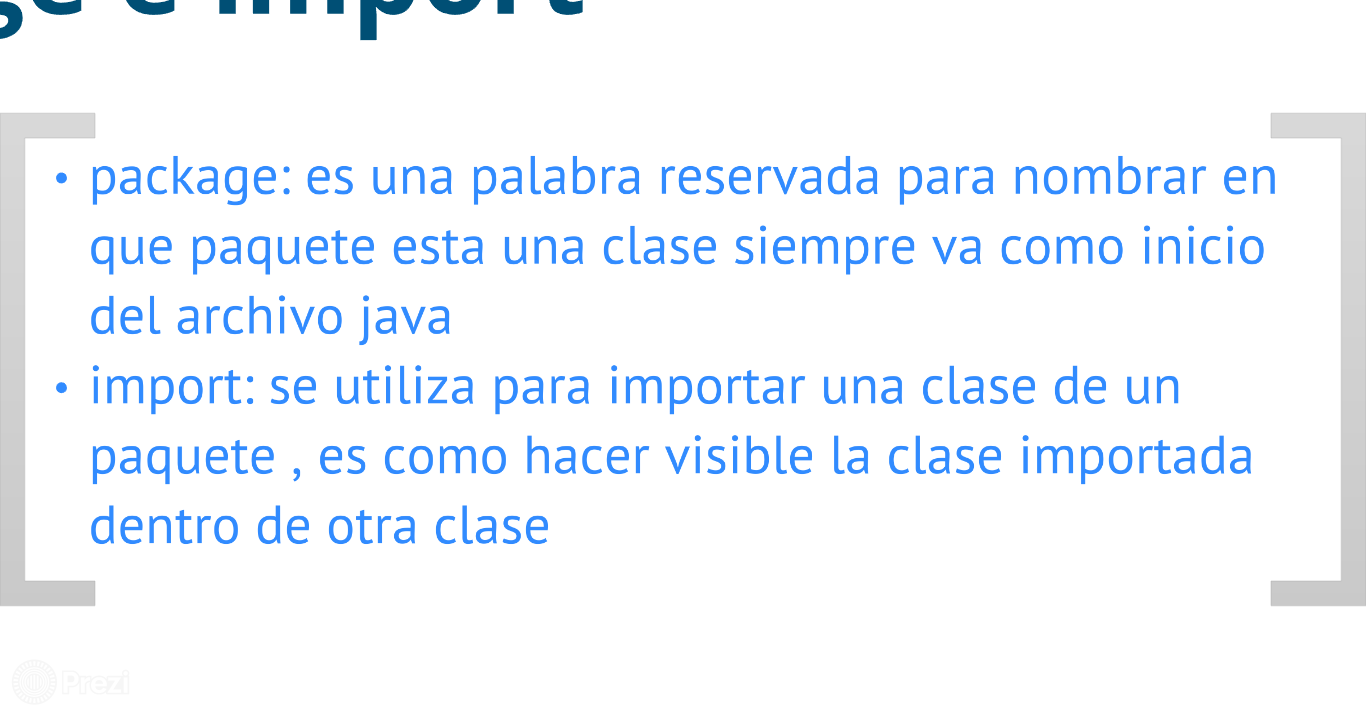 ge e import
• package: es una palabra reservada para nombrar en
que paquete esta una clase siempre va como inicio
del archivo java
• import: se utiliza para importar una clase de un
paquete , es como hacer visible la clase importada
dentro de otra clase
Prezi